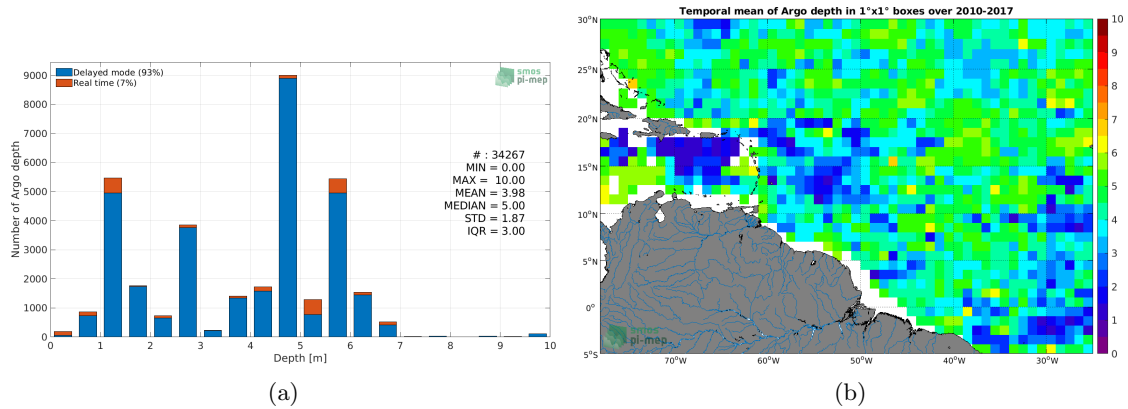 Delayed mode (93%)
Real time (7%)
smos
pi-mep
Number of Argo depth
9000
8000
7000
6000
5000
4000
3000
2000
1000
0
# : 34267
MIN = 0.00
MAX = 10.00
MEAN = 3.98
MEDIAN = 5.00
STD = 1.87
IQR = 3.00
0 1 2 3 4 5 6 7 8 9 10
Depth [m]
(a)
Temporal mean of Argo depth in 1°x1° boxes over 2010-2017
30°N
25°N
20°N
15°N
10°N
5°N
0°
5°S
smos
pi-mep
70°W 60°W 50°W 40°W 30°W
10
9
8
7
6
5
4
3
2
1
0
(b)